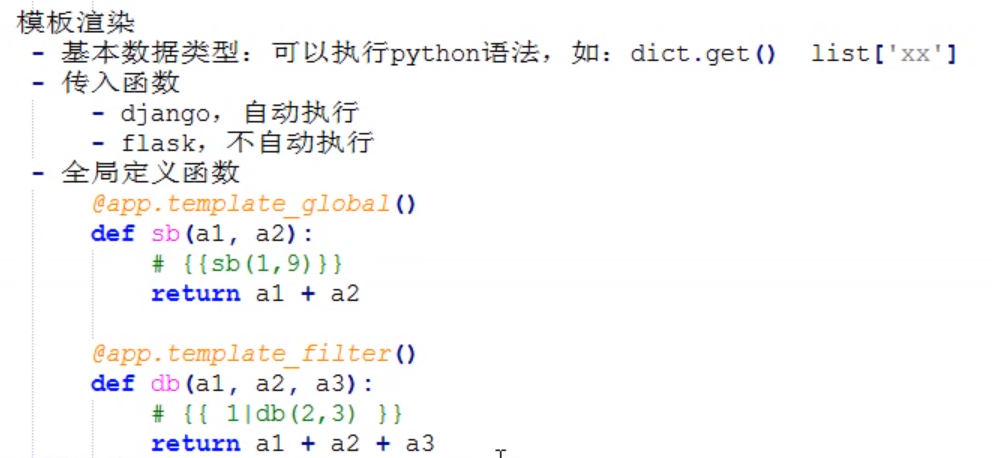 模板渲染
- 基本数据类型：可以执行python语法，如：dict.get()  list['xx']
- 传入函数
- django，自动执行
- flask，不自动执行
- 全局定义函数
@app.template_global()
def sb(a1, a2):
# {{sb(1,9)}}
return a1 + a2
@app.template_filter()
def db(a1, a2, a3):
# {{ 1|db(2,3) }}
return a1 + a2 + a3